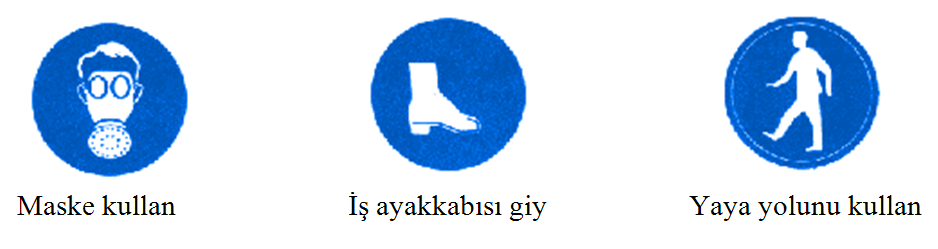 Maske kullan
İş ayakkabısı giy
Yaya yolunu kullan